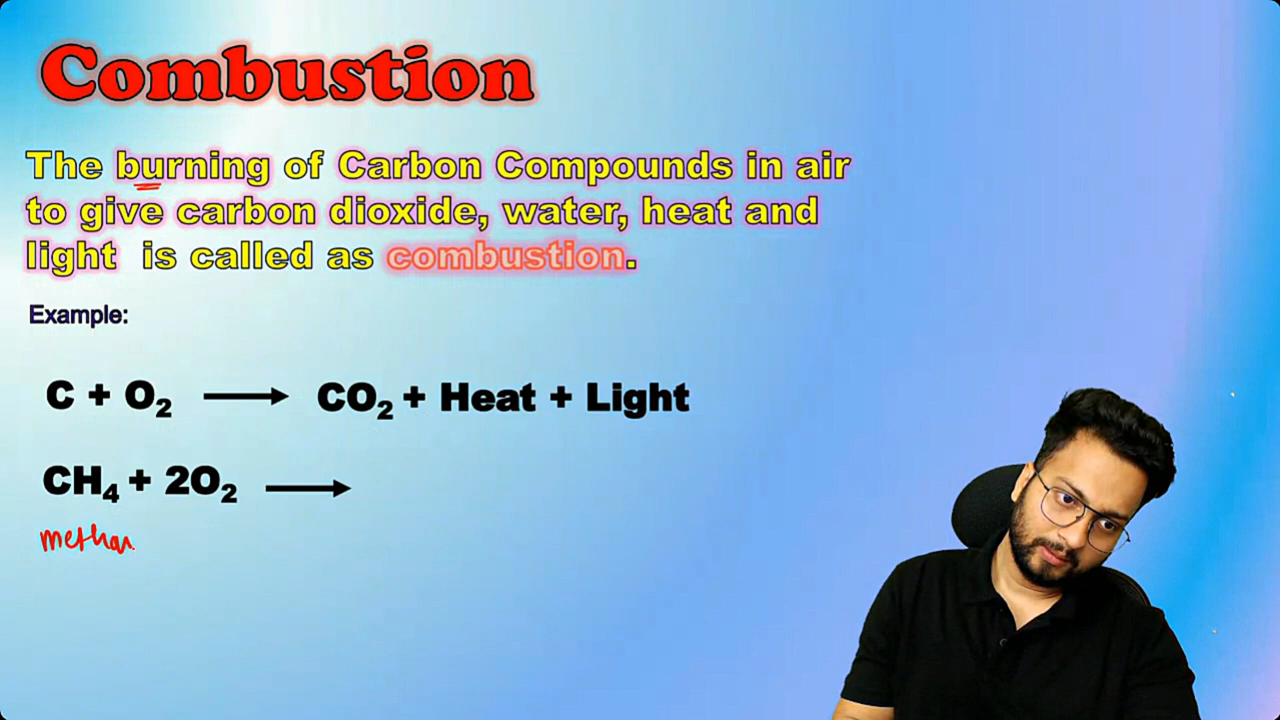 Combustion
The burning of Carbon Compounds in air
to give carbon dioxide, water, heat and
light is called as combustion.
Example:
C + O₂ ⟶ CO₂ + Heat + Light
CH₄ + 2O₂ ⟶
methan